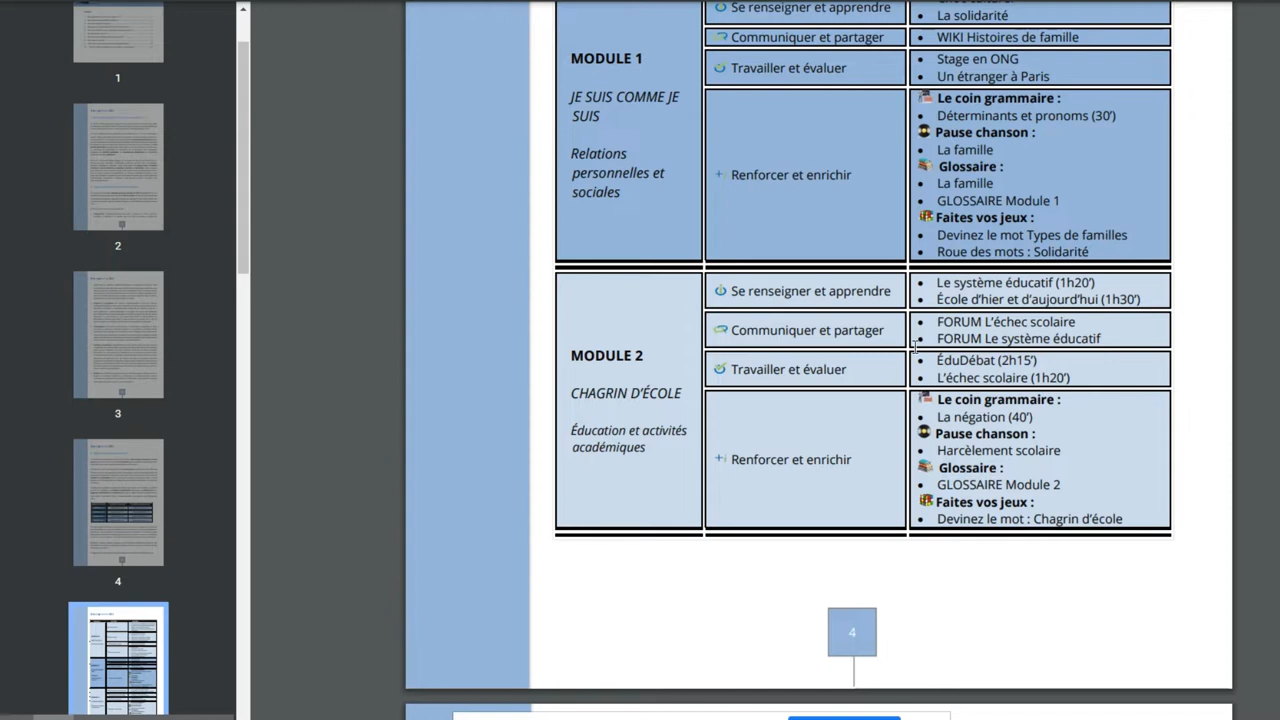 1
2
3
4
Se renseigner et apprendre
La solidarité
Communiquer et partager
WIKI Histoires de famille
MODULE 1
JE SUIS COMME JE
SUIS
Relations
personnelles et
sociales
Travailler et évaluer
Stage en ONG
Un étranger à Paris
Renforcer et enrichir
Le coin grammaire :
Déterminants et pronoms (30’)
Pause chanson :
La famille
Glossaire :
La famille
GLOSSAIRE Module 1
Faites vos jeux :
Devinez le mot Types de familles
Roue des mots : Solidarité
MODULE 2
CHAGRIN D’ÉCOLE
Éducation et activités
académiques
Se renseigner et apprendre
Le système éducatif (1h20’)
École d’hier et d’aujourd’hui (1h30’)
Communiquer et partager
FORUM L’échec scolaire
FORUM Le système éducatif
Travailler et évaluer
ÉduDébat (2h15’)
L’échec scolaire (1h20’)
Renforcer et enrichir
Le coin grammaire :
La négation (40’)
Pause chanson :
Harcèlement scolaire
Glossaire :
GLOSSAIRE Module 2
Faites vos jeux :
Devinez le mot : Chagrin d’école
4